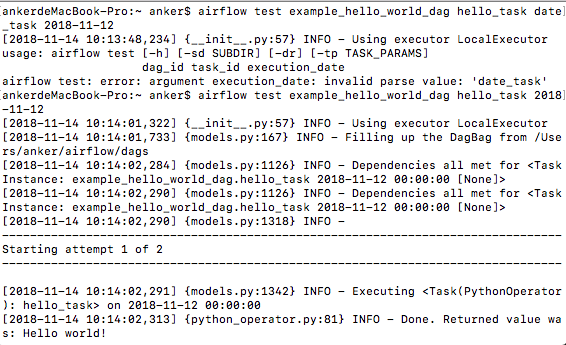 ankerdeMacBook-Pro:~ anker$ airflow test example_hello_world_dag hello_task date
_task 2018-11-12
[2018-11-14 10:13:48,234] {__init__.py:57} INFO - Using executor LocalExecutor
usage: airflow test [-h] [-sd SUBDIR] [-dr] [-tp TASK_PARAMS]
                    dag_id task_id execution_date
airflow test: error: argument execution_date: invalid parse value: 'date_task'
[ankerdeMacBook-Pro:~ anker$ airflow test example_hello_world_dag hello_task 2018]
-11-12
[2018-11-14 10:14:01,322] {__init__.py:57} INFO - Using executor LocalExecutor
[2018-11-14 10:14:01,733] {models.py:167} INFO - Filling up the DagBag from /Use
rs/anker/airflow/dags
[2018-11-14 10:14:02,284] {models.py:1126} INFO - Dependencies all met for <Task
Instance: example_hello_world_dag.hello_task 2018-11-12 00:00:00 [None]>
[2018-11-14 10:14:02,290] {models.py:1126} INFO - Dependencies all met for <Task
Instance: example_hello_world_dag.hello_task 2018-11-12 00:00:00 [None]>
[2018-11-14 10:14:02,290] {models.py:1318} INFO -
--------------------------------------------------------------------------------
Starting attempt 1 of 2
--------------------------------------------------------------------------------
[2018-11-14 10:14:02,291] {models.py:1342} INFO - Executing <Task(PythonOperator
): hello_task> on 2018-11-12 00:00:00
[2018-11-14 10:14:02,313] {python_operator.py:81} INFO - Done. Returned value wa
s: Hello world!